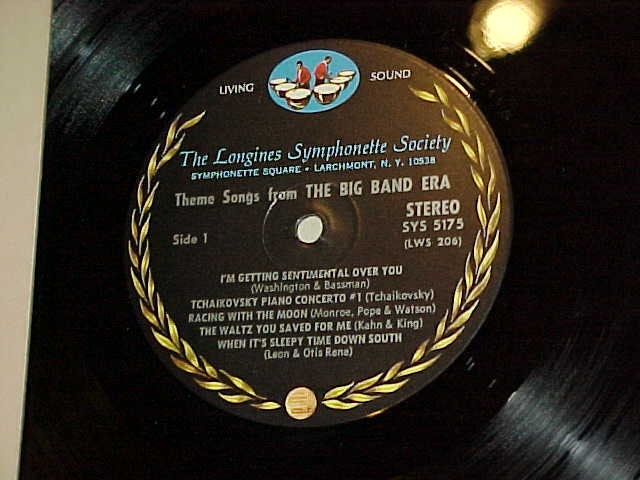 LIVING SOUND
The Longines Symphonette Society
SYMPHONETTE SQUARE • LARCHMONT, N. Y. 10538
Theme Songs from THE BIG BAND ERA
STEREO
Side 1 SYS 5175
(LWS 206)
I'M GETTING SENTIMENTAL OVER YOU
(Washington & Bassman)
TCHAIKOVSKY PIANO CONCERTO #1 (Tchaikovsky)
RACING WITH THE MOON (Monroe, Pope & Watson)
THE WALTZ YOU SAVED FOR ME (Kahn & King)
WHEN IT'S SLEEPY TIME DOWN SOUTH
(Leon & Otis Rene)